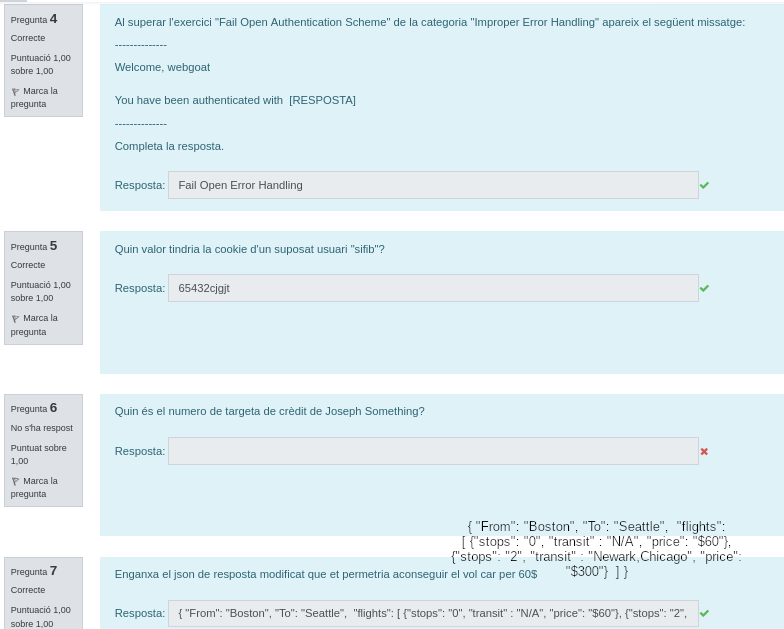 Pregunta 4
Correcte
Puntuació 1,00
sobre 1,00
Marca la
pregunta
Al superar l'exercici "Fail Open Authentication Scheme" de la categoria "Improper Error Handling" apareix el següent missatge:
--------------
Welcome, webgoat
You have been authenticated with  [RESPOSTA]
--------------
Completa la resposta.
Resposta: Fail Open Error Handling
Pregunta 5
Correcte
Puntuació 1,00
sobre 1,00
Marca la
pregunta
Quin valor tindria la cookie d'un suposat usuari "sifib"?
Resposta: 65432cjgjt
Pregunta 6
No s'ha respost
Puntuat sobre
1,00
Marca la
pregunta
Quin és el numero de targeta de crèdit de Joseph Something?
Resposta:
{ "From": "Boston", "To": "Seattle",  "flights":
[ {"stops": "0", "transit" : "N/A", "price": "$60"},
{"stops": "2", "transit" : "Newark,Chicago", "price":
"$300"}  ] }
Pregunta 7
Correcte
Puntuació 1,00
sobre 1,00
Enganxa el json de resposta modificat que et permetria aconseguir el vol car per 60$
Resposta: { "From": "Boston", "To": "Seattle",  "flights": [ {"stops": "0", "transit" : "N/A", "price": "$60"}, {"stops": "2",